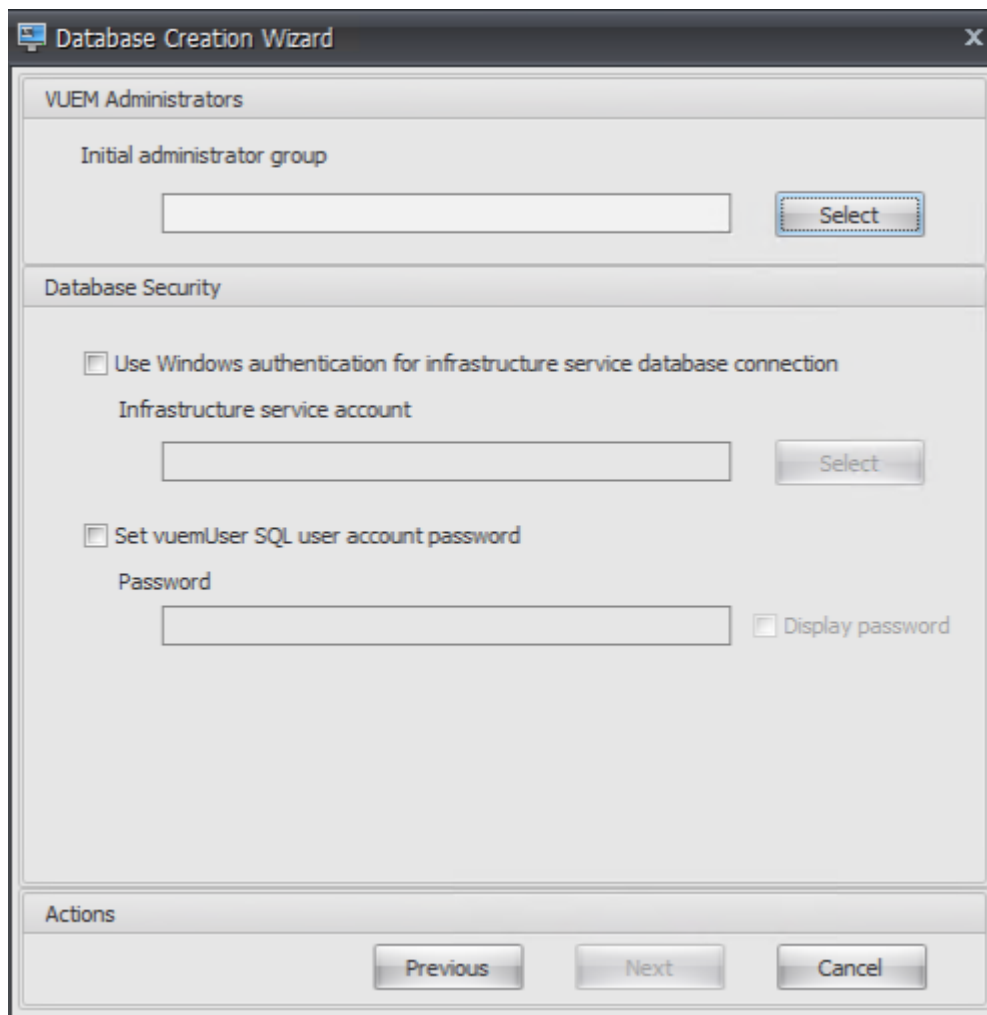 Database Creation Wizard
VUEM Administrators
Initial administrator group
Select
Database Security
Use Windows authentication for infrastructure service database connection
Infrastructure service account
Select
Set vuemUser SQL user account password
Password
Display password
Actions
Previous
Next
Cancel